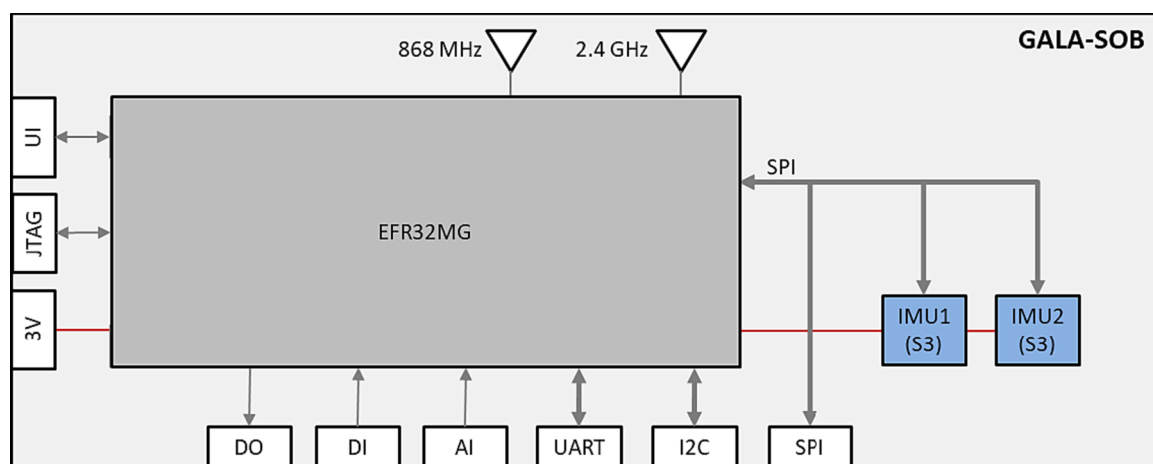 GALA-SOB
868 MHz
2.4 GHz
UI
SPI
JTAG
EFR32MG
3V
IMU1
(S3)
IMU2
(S3)
DO
DI
AI
UART
I2C
SPI